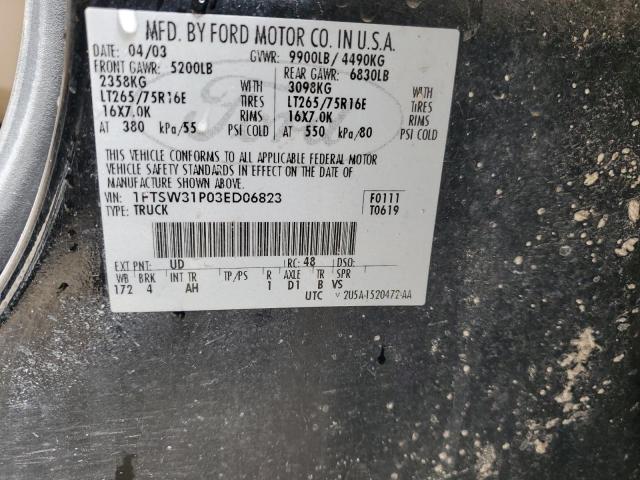 MFD. BY FORD MOTOR CO. IN U.S.A.
DATE: 04/03 GVWR: 9900LB / 4490KG
FRONT GAWR: 5200LB REAR GAWR: 6830LB
2358KG WITH 3098KG WITH
LT265/75R16E TIRES LT265/75R16E TIRES
16X7.0K RIMS 16X7.0K RIMS
AT 380 kPa/55 PSI COLD AT 550 kPa/80 PSI COLD
THIS VEHICLE CONFORMS TO ALL APPLICABLE FEDERAL MOTOR
VEHICLE SAFETY STANDARDS IN EFFECT ON THE DATE OF
MANUFACTURE SHOWN ABOVE.
VIN: 1FTSW31P03ED06823 F0111
TYPE: TRUCK T0619
EXT PNT: UD RC: 48 DSO:
WB BRK INT TR TP/PS R AXLE TR SPR
172 4 AH 1 D1 B VS
UTC ▽ 2U5A-1520472-AA
Ford